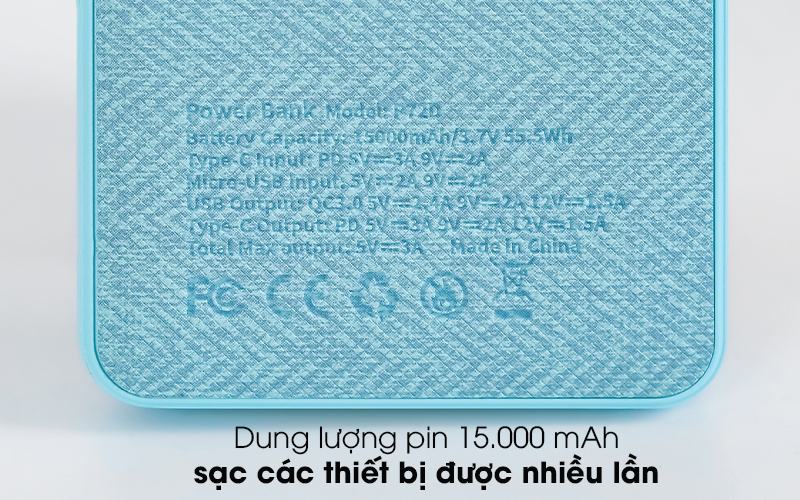 Power Bank Model: P720
Battery Capacity: 15000mAh/3.7V 55.5Wh
Type-C Input: PD 5V⎓3A 9V⎓2A
Micro-USB Input: 5V⎓2A 9V⎓2A
USB Output: QC3.0 5V⎓2.4A 9V⎓2A 12V⎓1.5A
Type-C Output: PD 5V⎓3A 9V⎓2A 12V⎓1.5A
Total Max output: 5V⎓3A Made in China
FC CE
Dung lượng pin 15.000 mAh
sạc các thiết bị được nhiều lần